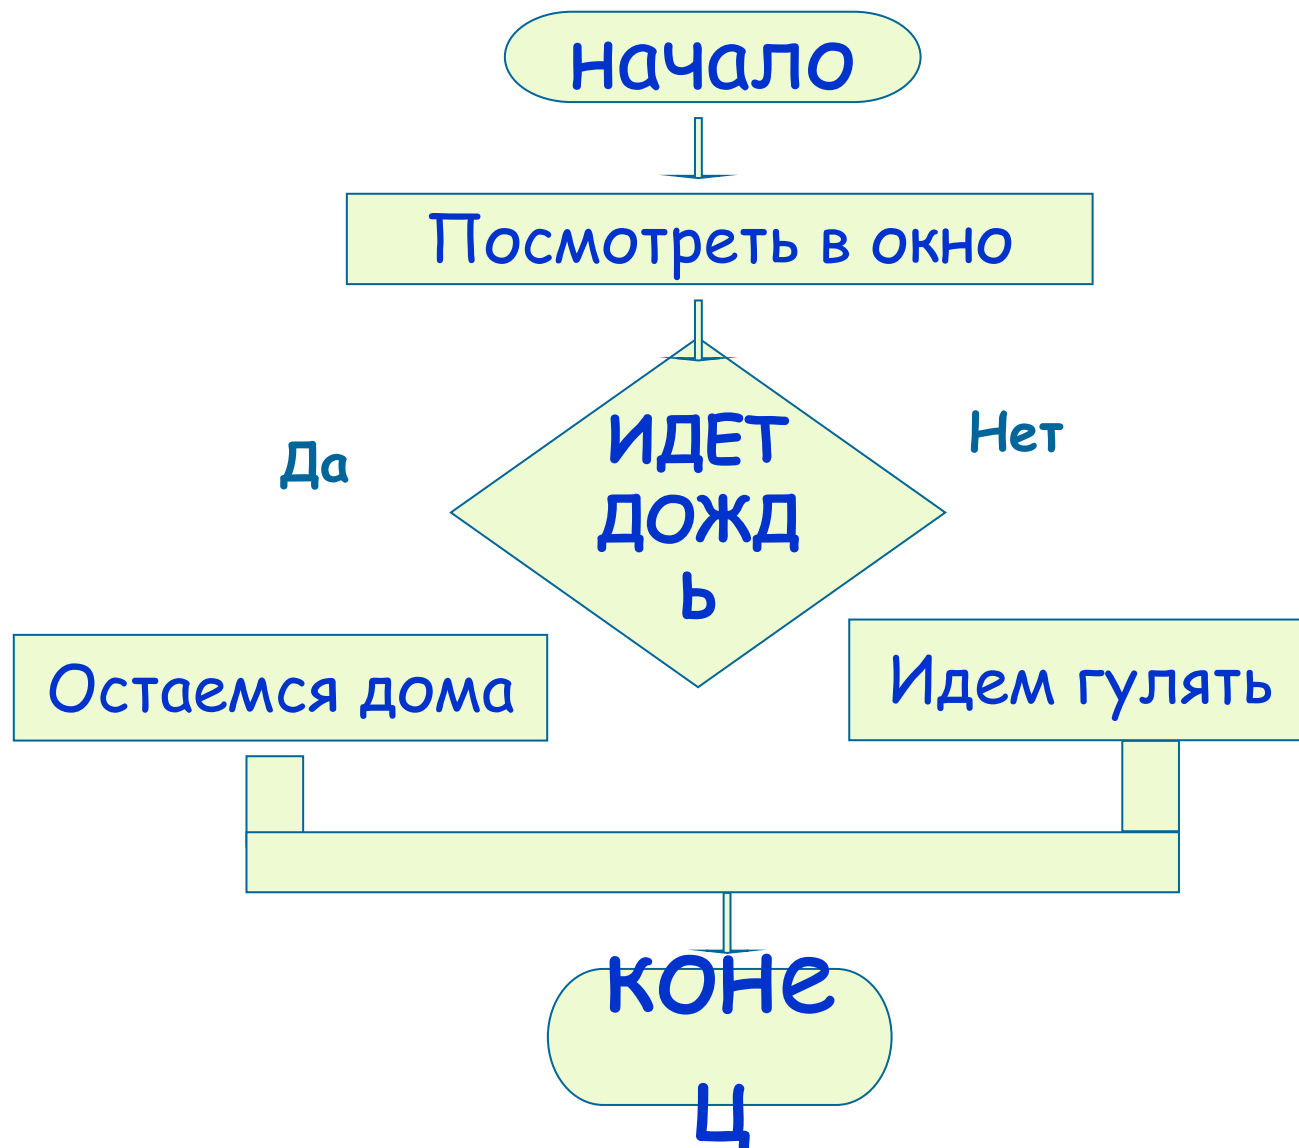 начало
Посмотреть в окно
ИДЕТ
ДОЖД
Ь
Да
Нет
Остаемся дома
Идем гулять
коне
ц